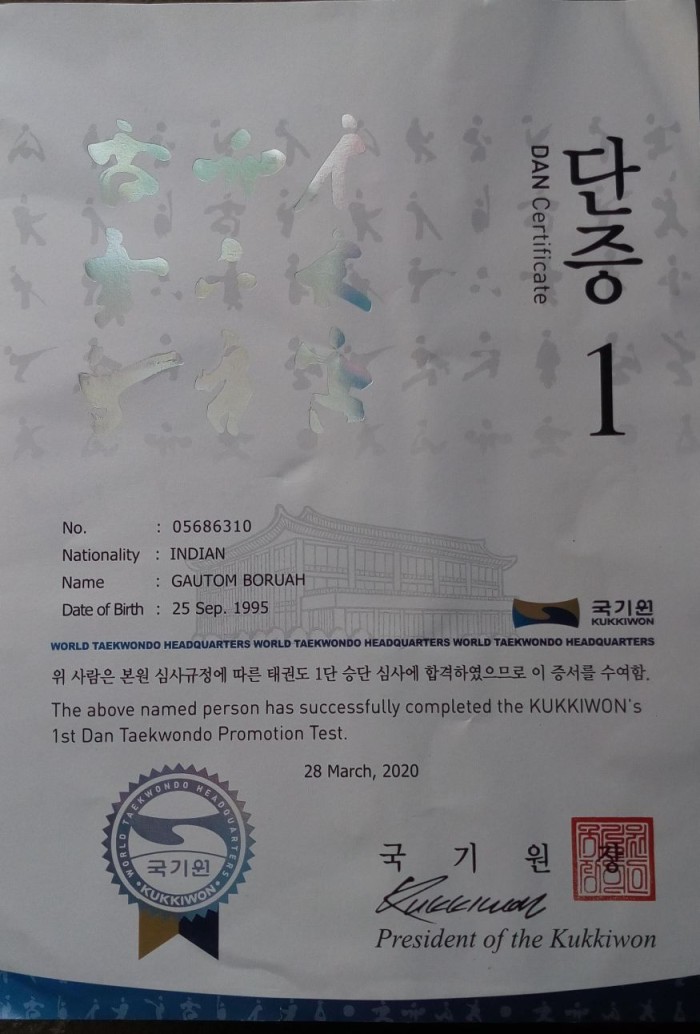 단증
DAN Certificate
1
No. : 05686310
Nationality : INDIAN
Name : GAUTOM BORUAH
Date of Birth : 25 Sep. 1995
국기원
KUKKIWON
WORLD TAEKWONDO HEADQUARTERS WORLD TAEKWONDO HEADQUARTERS WORLD TAEKWONDO HEADQUARTERS
위 사람은 본원 심사규정에 따른 태권도 1단 승단 심사에 합격하였으므로 이 증서를 수여함.
The above named person has successfully completed the KUKKIWON's
1st Dan Taekwondo Promotion Test.
28 March, 2020
WORLD TAEKWONDO HEADQUARTERS
국기원
• KUKKIWON •
국 기 원 장
Kukkiwon
President of the Kukkiwon